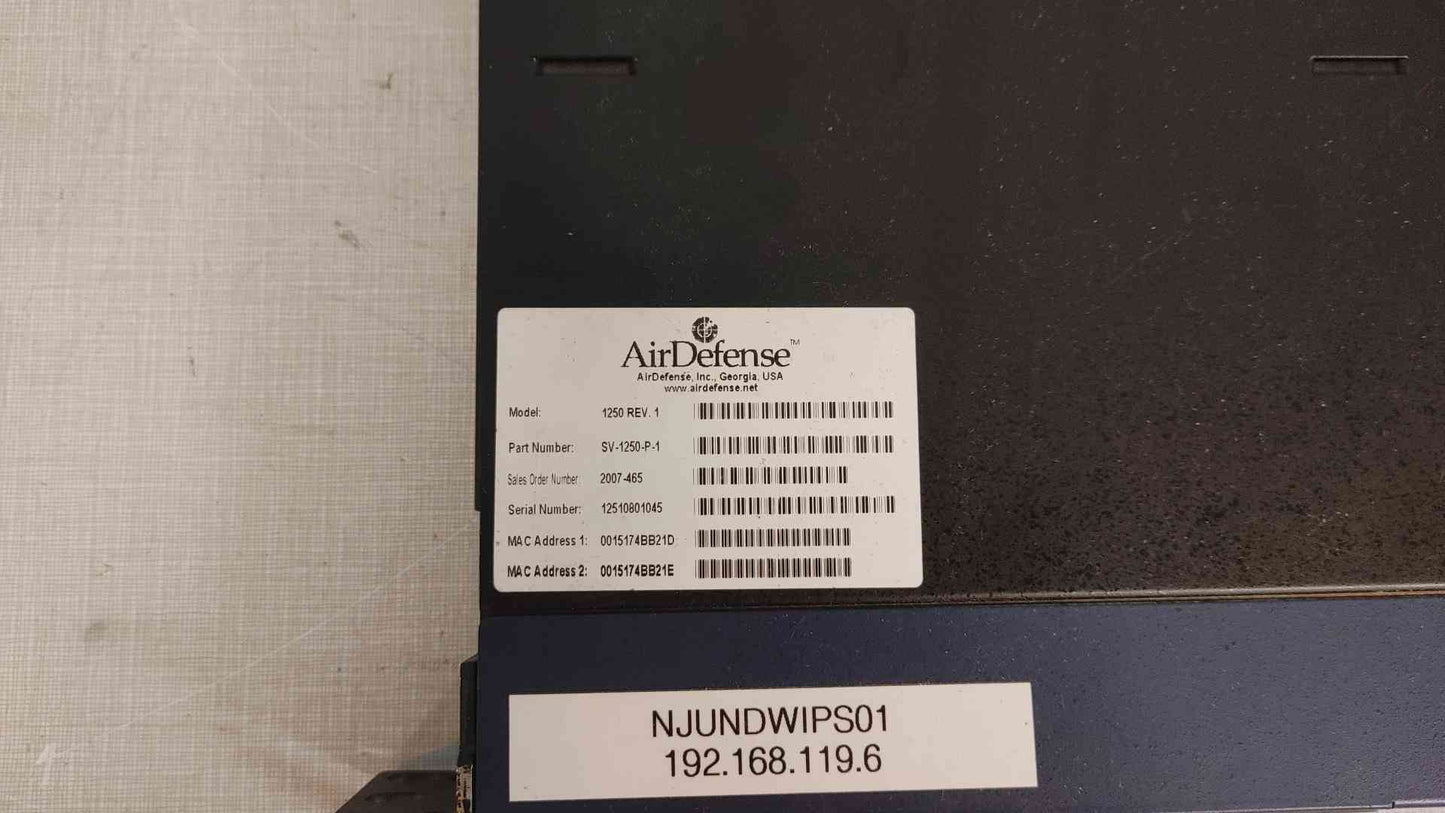 AirDefense™
AirDefense, Inc., Georgia, USA
www.airdefense.net
Model: 1250 REV. 1
Part Number: SV-1250-P-1
Sales Order Number 2007-465
Serial Number: 12510801045
MAC Address 1: 0015174BB21D
MAC Address 2: 0015174BB21E
NJUNDWIPS01
192.168.119.6